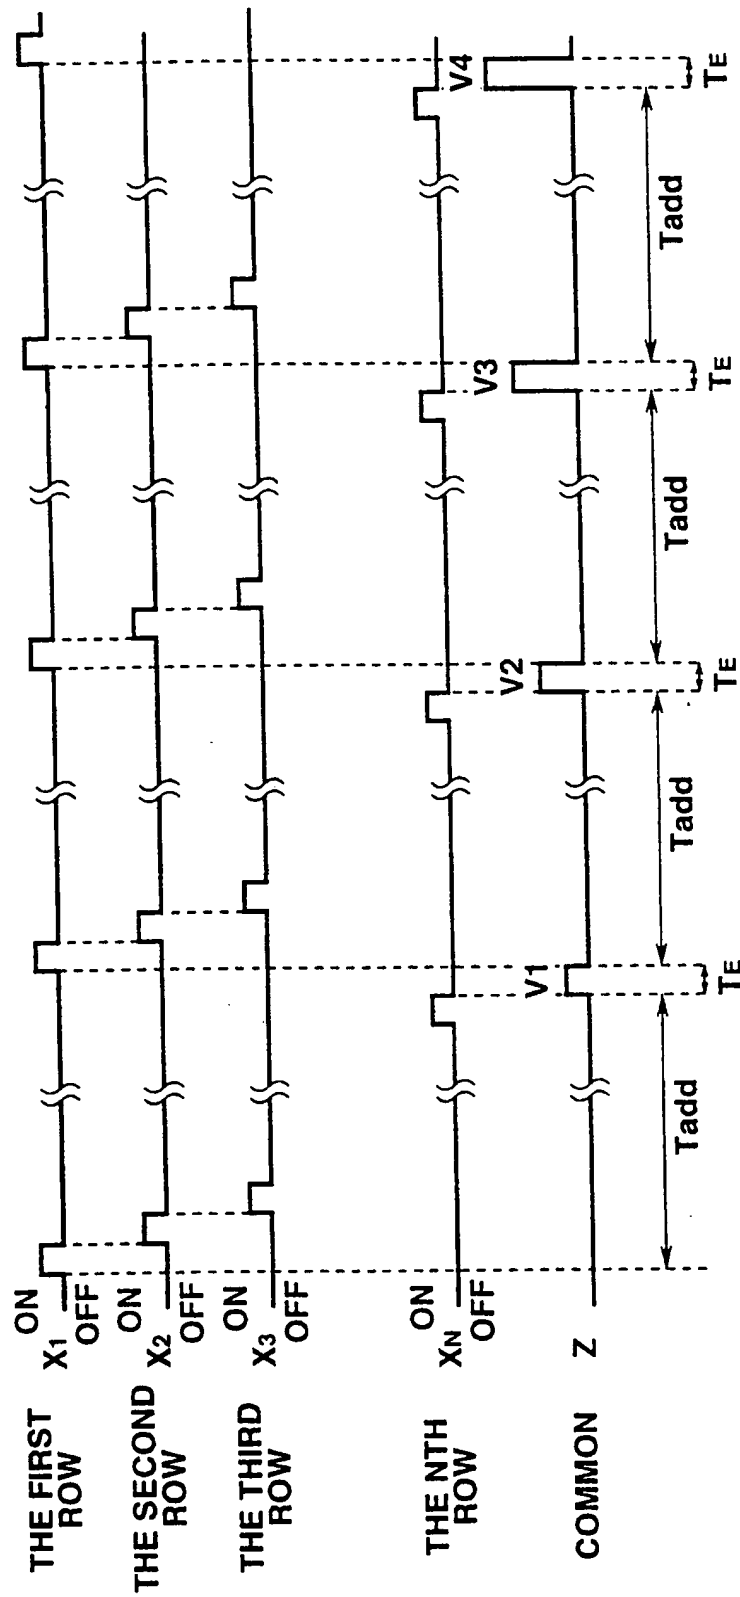 THE FIRST
ROW
X1
ON
OFF
THE SECOND
ROW
X2
ON
OFF
THE THIRD
ROW
X3
ON
OFF
THE NTH
ROW
XN
ON
OFF
V1
V2
V3
V4
COMMON
Z
Tadd
Tadd
Tadd
Tadd
TE
TE
TE
TE